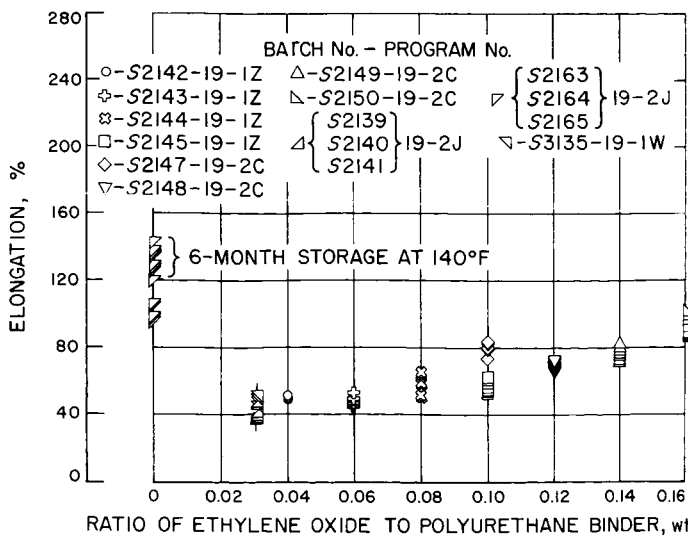 280
240
200
160
120
80
40
0
ELONGATION, %
BATCH No. – PROGRAM No.
-S2142-19-1Z
-S2143-19-1Z
-S2144-19-1Z
-S2145-19-1Z
-S2147-19-2C
-S2148-19-2C
-S2149-19-2C
-S2150-19-2C
S2139
S2140
S2141
19-2J
S2163
S2164
S2165
19-2J
-S3135-19-1W
6-MONTH STORAGE AT 140°F
0 0.02 0.04 0.06 0.08 0.10 0.12 0.14 0.16
RATIO OF ETHYLENE OXIDE TO POLYURETHANE BINDER, wt